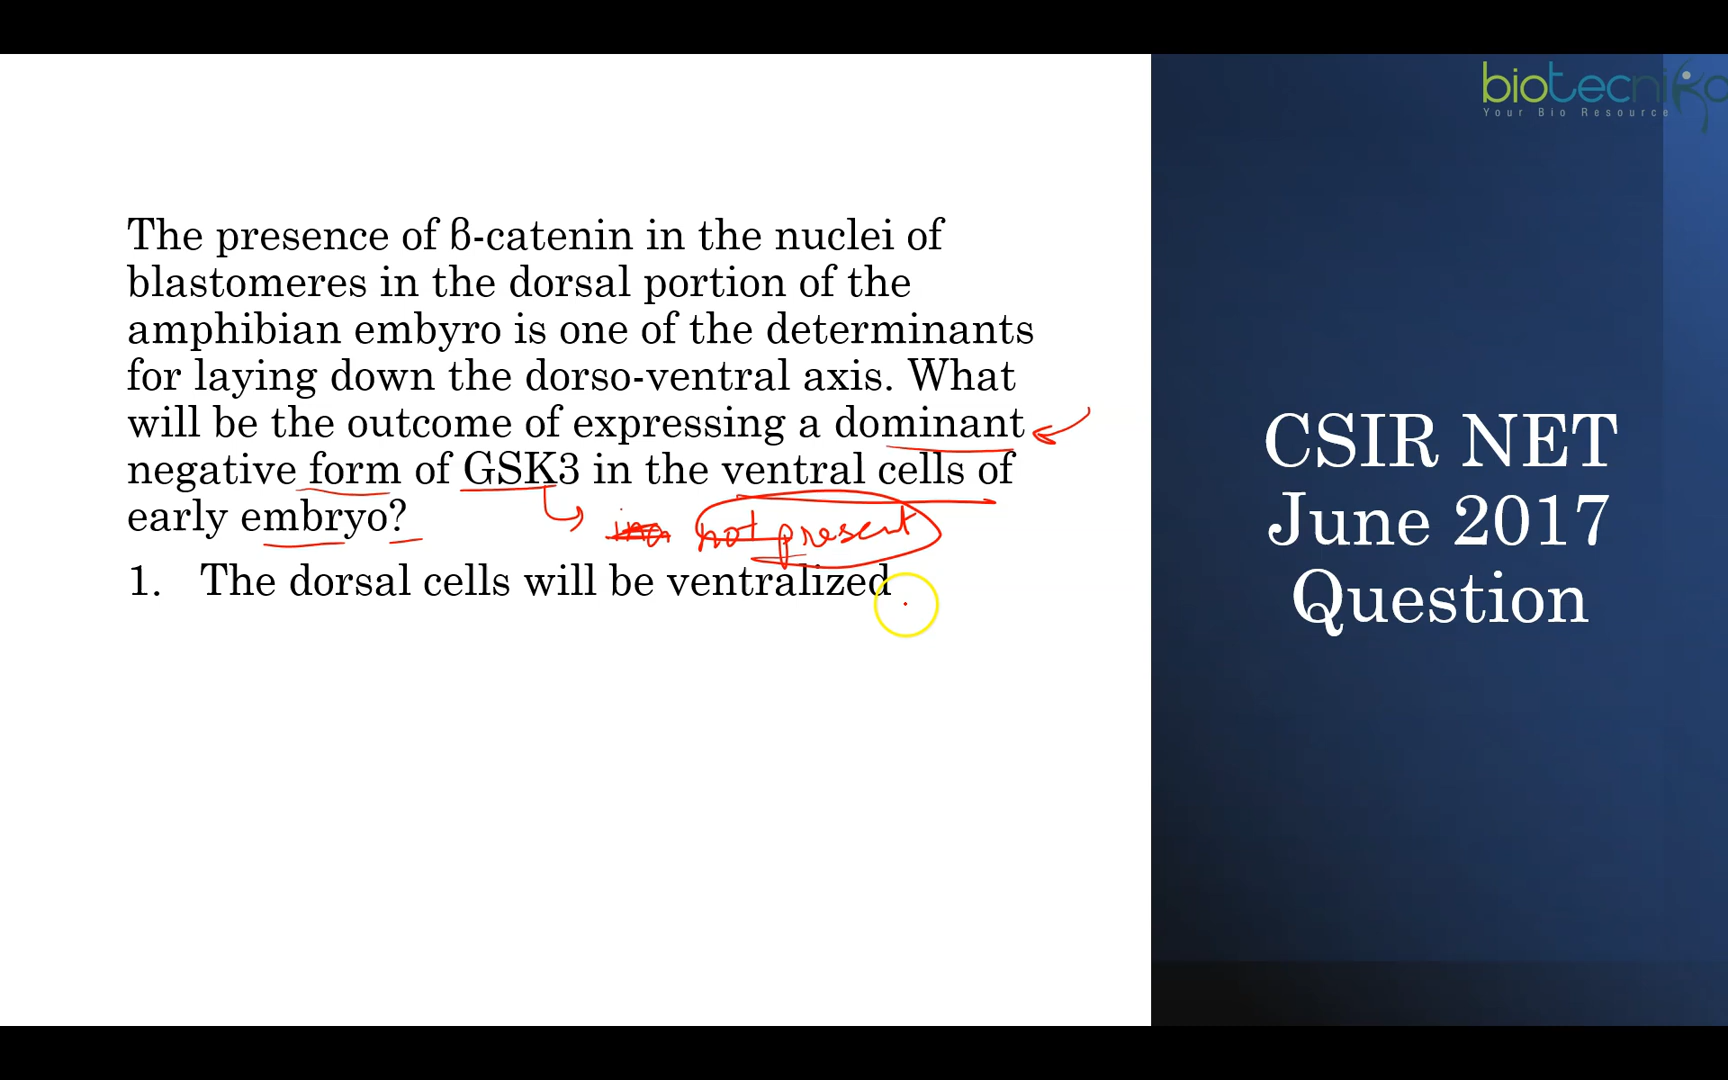 The presence of β-catenin in the nuclei of
blastomeres in the dorsal portion of the
amphibian embyro is one of the determinants
for laying down the dorso-ventral axis. What
will be the outcome of expressing a dominant
negative form of GSK3 in the ventral cells of
early embryo?
not present
1. The dorsal cells will be ventralized
biotecnika
Your Bio Resource
CSIR NET
June 2017
Question